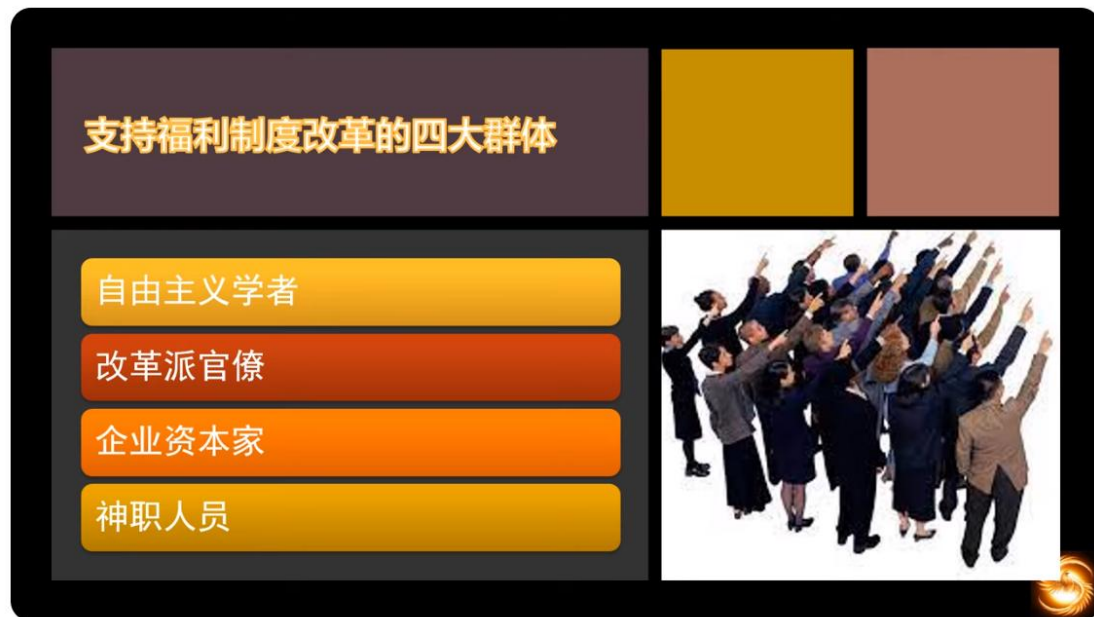 支持福利制度改革的四大群体
自由主义学者
改革派官僚
企业资本家
神职人员